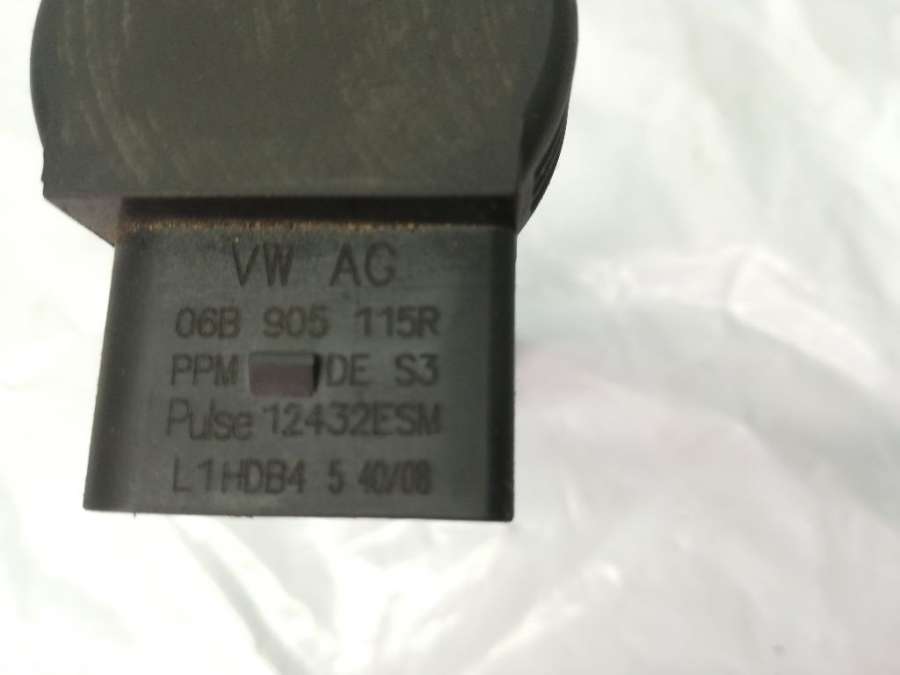 VW AG
06B 905 115R
PPM DE S3
Pulse 12432ESM
L1HDB4 5 40/08